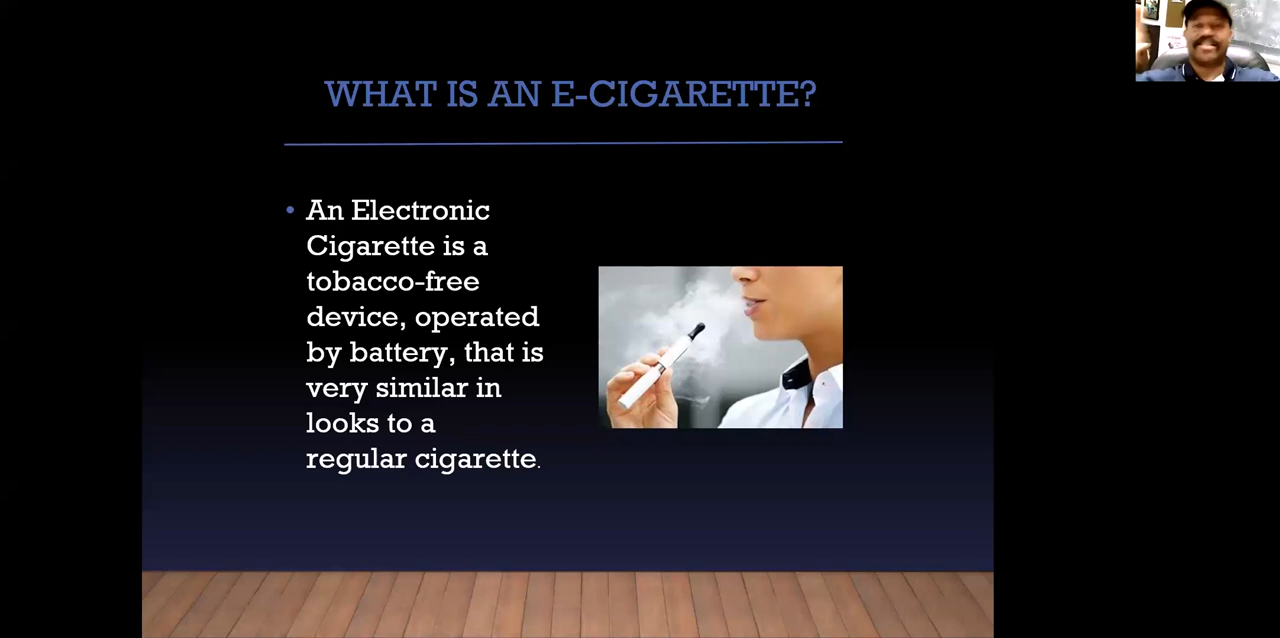 WHAT IS AN E-CIGARETTE?
• An Electronic
Cigarette is a
tobacco-free
device, operated
by battery, that is
very similar in
looks to a
regular cigarette.